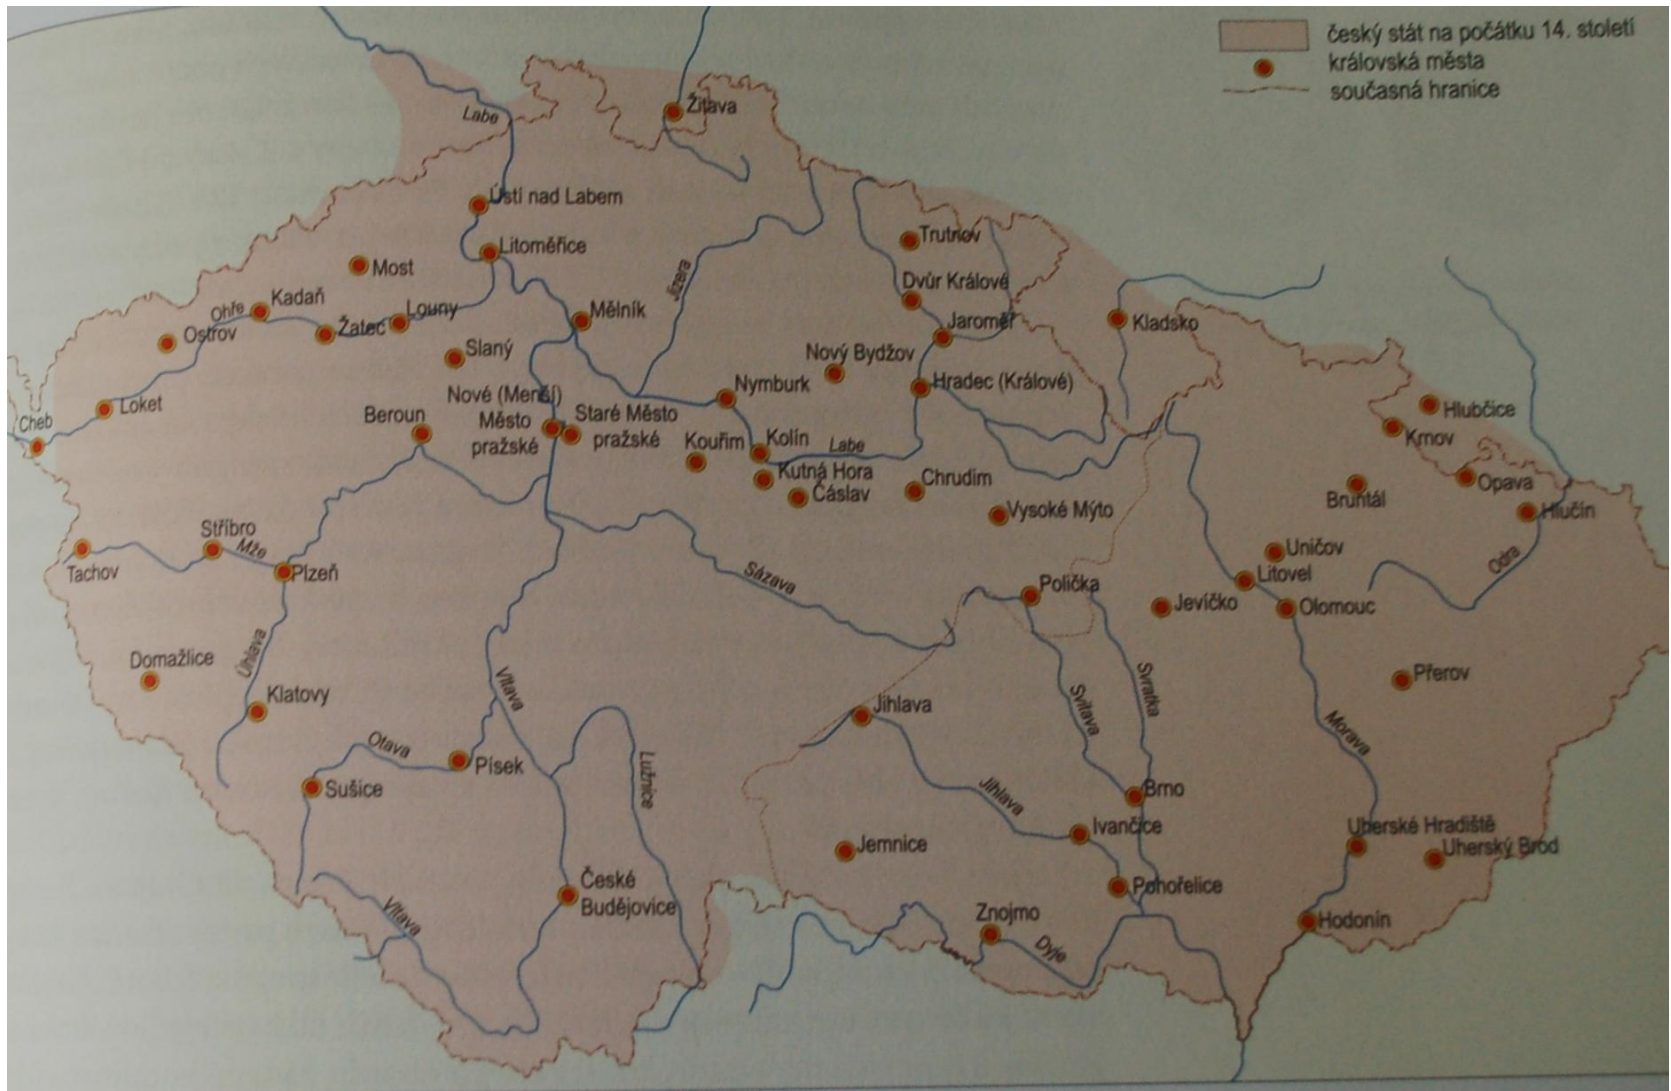 český stát na počátku 14. století
královská města
současná hranice
Labe
Žitava
Ústí nad Labem
Litoměřice
Most
Kadaň
Ohře
Ostrov
Žatec
Louny
Mělník
Jizera
Trutnov
Dvůr Králové
Jaroměř
Kladsko
Slaný
Nový Bydžov
Hradec (Králové)
Nymburk
Loket
Cheb
Beroun
Nové (Menší)
Město
pražské
Staré Město
pražské
Kouřim
Kolín
Labe
Kutná Hora
Čáslav
Chrudim
Vysoké Mýto
Hlubčice
Krnov
Opava
Bruntál
Hlučín
Odra
Uničov
Litovel
Olomouc
Jevíčko
Polička
Sázava
Stříbro
Mže
Tachov
Plzeň
Úhlava
Domažlice
Klatovy
Vltava
Otava
Písek
Sušice
Lužnice
Jihlava
Jihlava
Svitava
Svratka
Morava
Přerov
Brno
Ivančice
Jemnice
Uherské Hradiště
Uherský Brod
Pohořelice
Hodonín
Znojmo
Dyje
České
Budějovice
Vltava